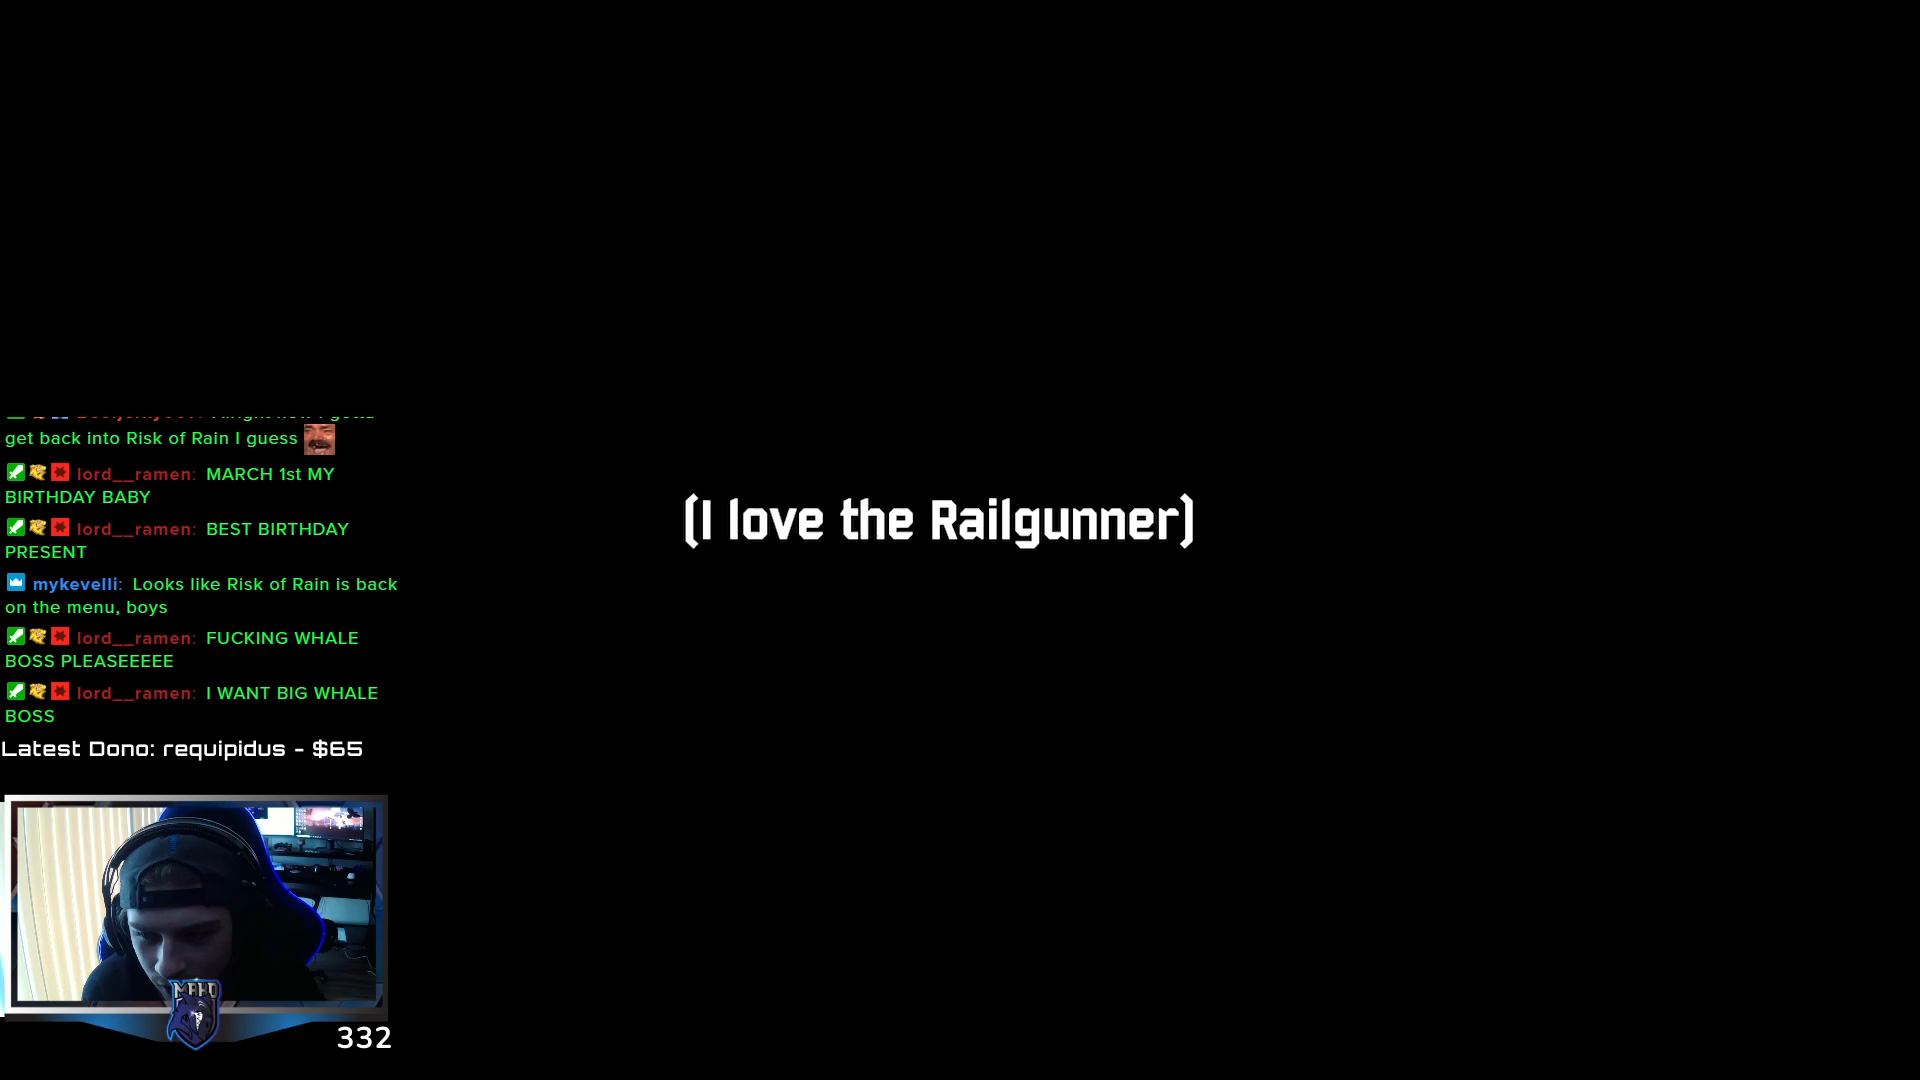 get back into Risk of Rain I guess
lord__ramen: MARCH 1st MY
BIRTHDAY BABY
lord__ramen: BEST BIRTHDAY
PRESENT
mykevelli: Looks like Risk of Rain is back
on the menu, boys
lord__ramen: FUCKING WHALE
BOSS PLEASEEEEE
lord__ramen: I WANT BIG WHALE
BOSS
Latest Dono: requipidus - $65
(I love the Railgunner)
332